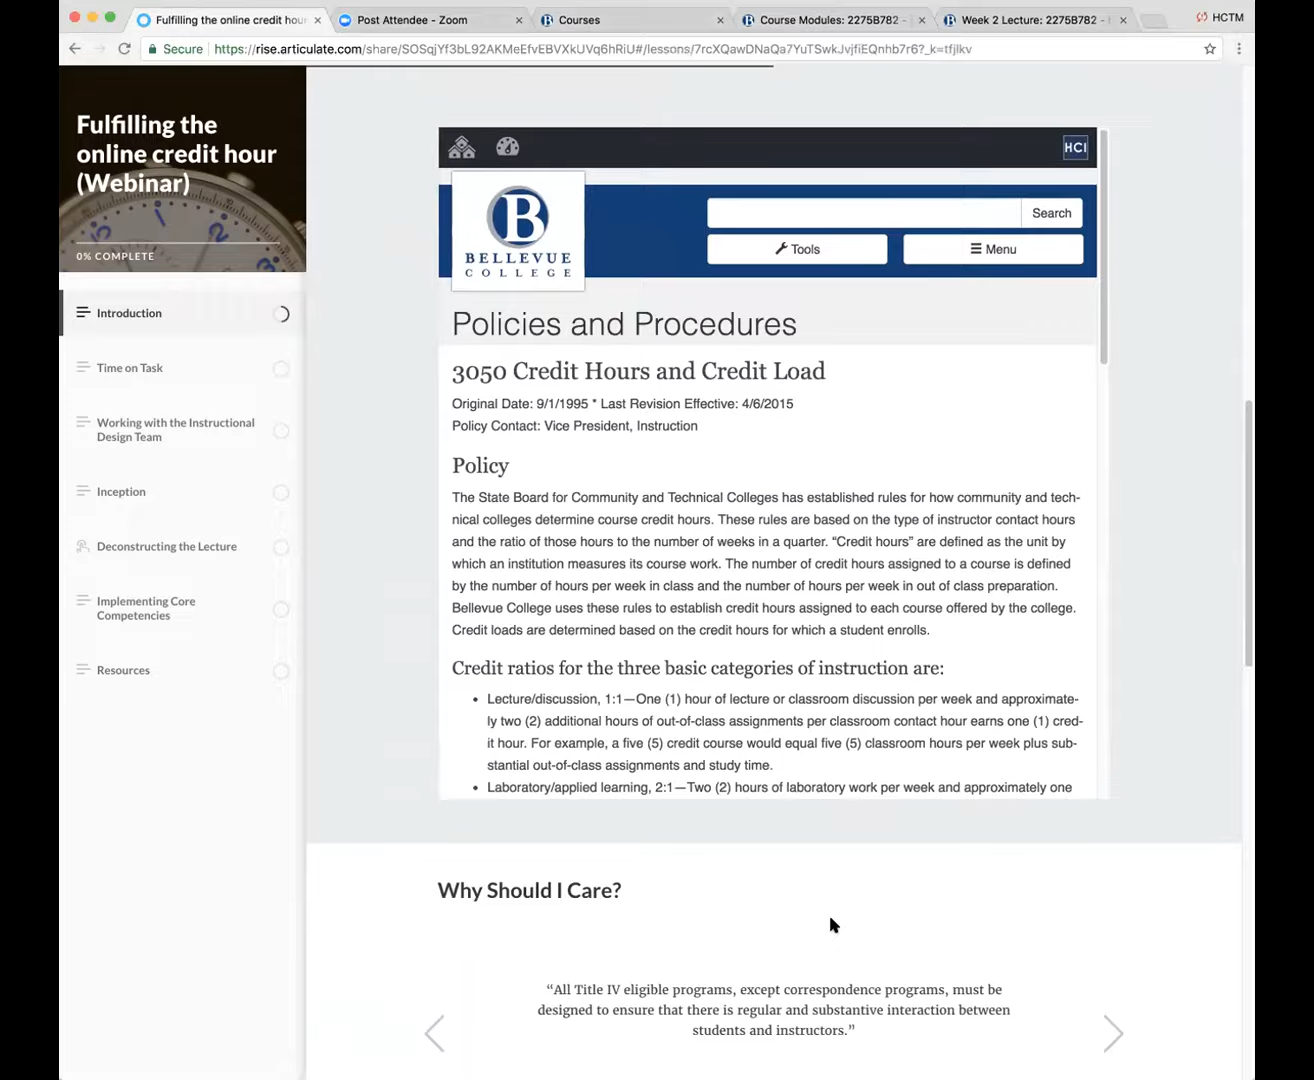 Fulfilling the online credit hou
Post Attendee - Zoom
Courses
Course Modules: 2275B782 -
Week 2 Lecture: 2275B782 -
HCTM
Secure
https://rise.articulate.com/share/SOSqjYf3bL92AKMeEfvEBVXkUVq6hRiU#/lessons/7rcXQawDNaQa7YuTSwkJvjfiEQnhb7r6?_k=tfjlkv
Fulfilling the
online credit hour
(Webinar)
0% COMPLETE
Introduction
Time on Task
Working with the Instructional
Design Team
Inception
Deconstructing the Lecture
Implementing Core
Competencies
Resources
HCI
B
BELLEVUE
COLLEGE
Search
Tools
Menu
Policies and Procedures
3050 Credit Hours and Credit Load
Original Date: 9/1/1995 * Last Revision Effective: 4/6/2015
Policy Contact: Vice President, Instruction
Policy
The State Board for Community and Technical Colleges has established rules for how community and tech-
nical colleges determine course credit hours. These rules are based on the type of instructor contact hours
and the ratio of those hours to the number of weeks in a quarter. “Credit hours” are defined as the unit by
which an institution measures its course work. The number of credit hours assigned to a course is defined
by the number of hours per week in class and the number of hours per week in out of class preparation.
Bellevue College uses these rules to establish credit hours assigned to each course offered by the college.
Credit loads are determined based on the credit hours for which a student enrolls.
Credit ratios for the three basic categories of instruction are:
• Lecture/discussion, 1:1—One (1) hour of lecture or classroom discussion per week and approximate-
ly two (2) additional hours of out-of-class assignments per classroom contact hour earns one (1) cred-
it hour. For example, a five (5) credit course would equal five (5) classroom hours per week plus sub-
stantial out-of-class assignments and study time.
• Laboratory/applied learning, 2:1—Two (2) hours of laboratory work per week and approximately one
Why Should I Care?
“All Title IV eligible programs, except correspondence programs, must be
designed to ensure that there is regular and substantive interaction between
students and instructors.”